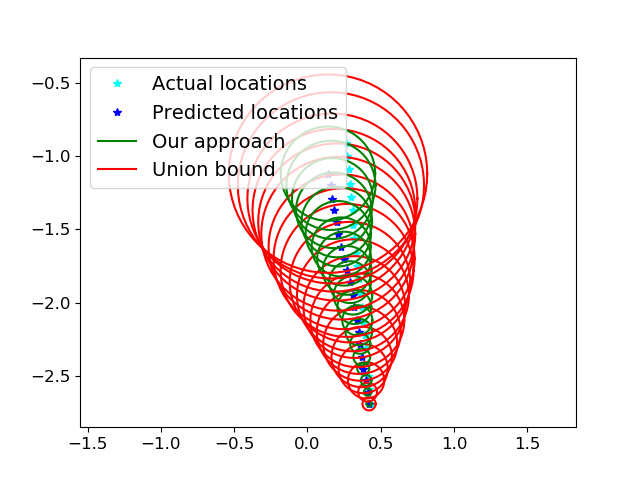 Actual locations
Predicted locations
Our approach
Union bound
−0.5
−1.0
−1.5
−2.0
−2.5
−1.5 −1.0 −0.5 0.0 0.5 1.0 1.5